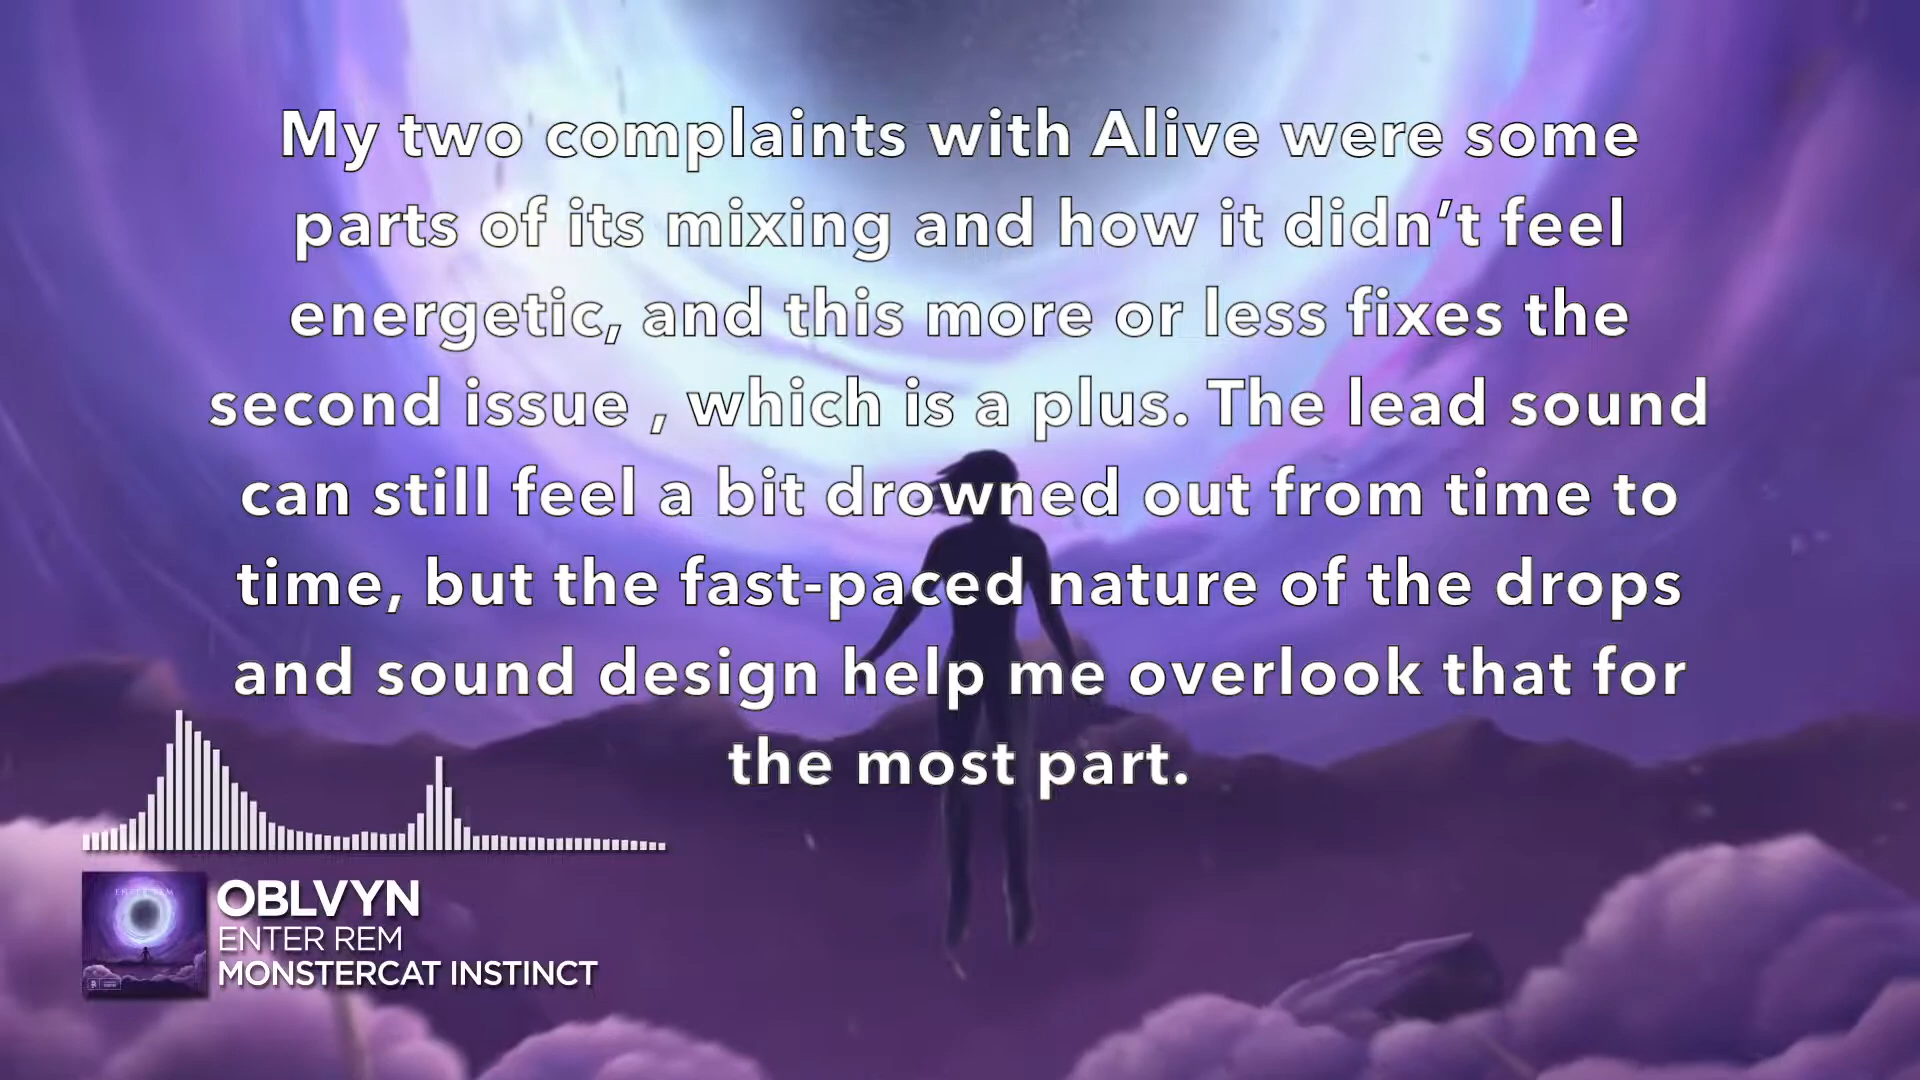 My two complaints with Alive were some
parts of its mixing and how it didn’t feel
energetic, and this more or less fixes the
second issue , which is a plus. The lead sound
can still feel a bit drowned out from time to
time, but the fast-paced nature of the drops
and sound design help me overlook that for
the most part.
ENTER REM
OBLVYN
ENTER REM
MONSTERCAT INSTINCT